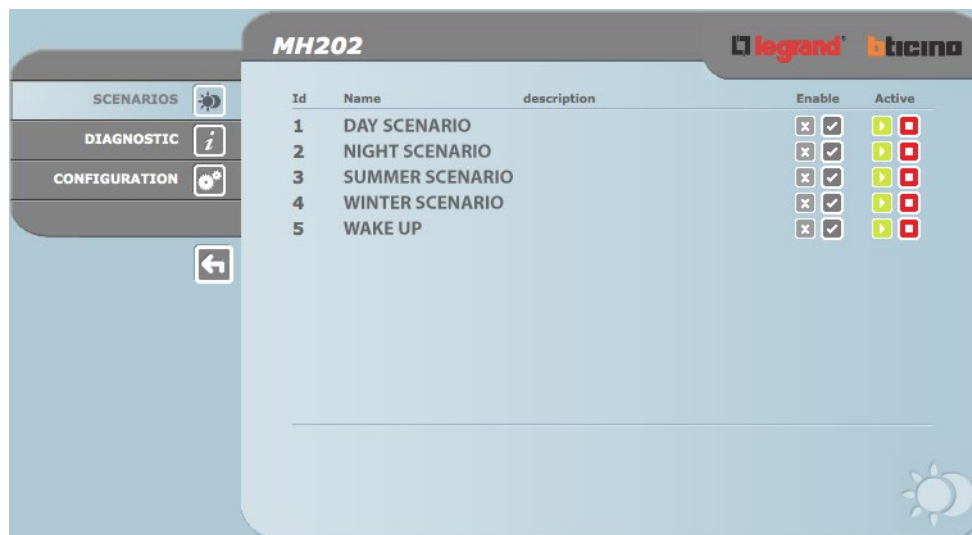 MH202
legrand bticino
SCENARIOS
DIAGNOSTIC
CONFIGURATION
Id Name description Enable Active
1 DAY SCENARIO
2 NIGHT SCENARIO
3 SUMMER SCENARIO
4 WINTER SCENARIO
5 WAKE UP